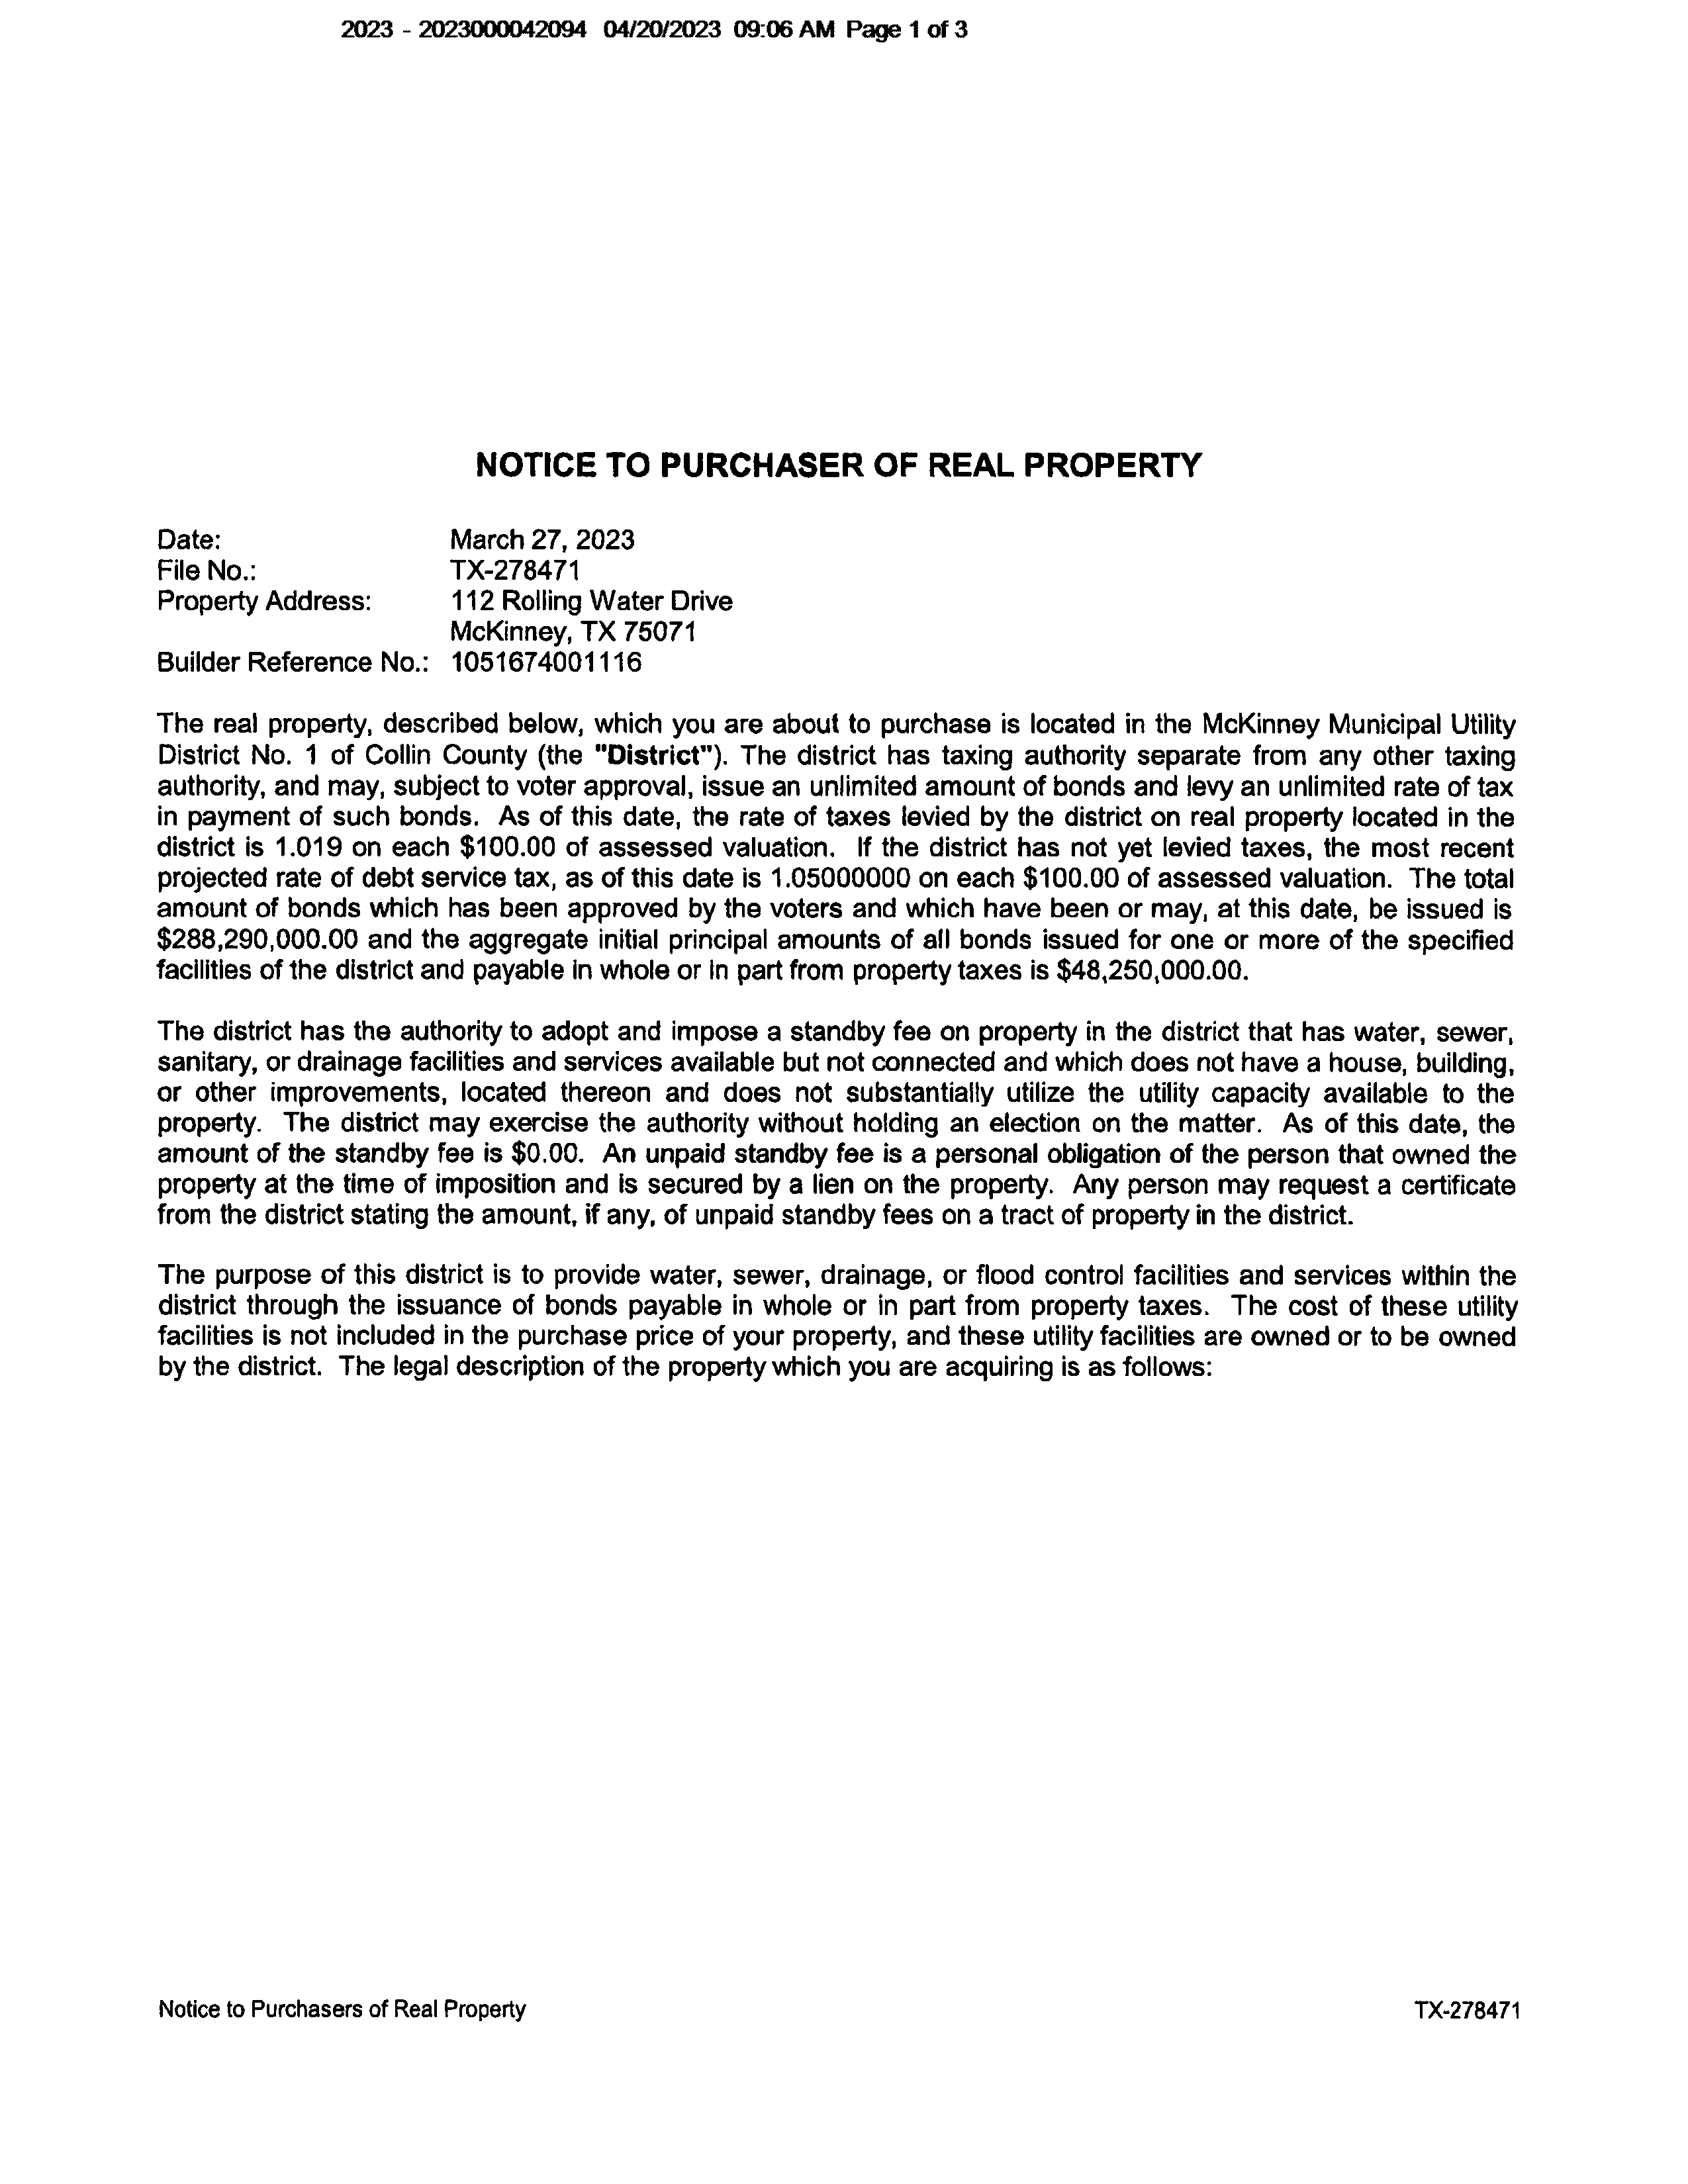 2023 - 2023000042094 04/20/2023 09:06 AM Page 1 of 3
NOTICE TO PURCHASER OF REAL PROPERTY
Date: March 27, 2023
File No.: TX-278471
Property Address: 112 Rolling Water Drive
McKinney, TX 75071
Builder Reference No.: 1051674001116
The real property, described below, which you are about to purchase is located in the McKinney Municipal Utility
District No. 1 of Collin County (the "District"). The district has taxing authority separate from any other taxing
authority, and may, subject to voter approval, issue an unlimited amount of bonds and levy an unlimited rate of tax
in payment of such bonds. As of this date, the rate of taxes levied by the district on real property located in the
district is 1.019 on each $100.00 of assessed valuation. If the district has not yet levied taxes, the most recent
projected rate of debt service tax, as of this date is 1.05000000 on each $100.00 of assessed valuation. The total
amount of bonds which has been approved by the voters and which have been or may, at this date, be issued is
$288,290,000.00 and the aggregate initial principal amounts of all bonds issued for one or more of the specified
facilities of the district and payable in whole or in part from property taxes is $48,250,000.00.
The district has the authority to adopt and impose a standby fee on property in the district that has water, sewer,
sanitary, or drainage facilities and services available but not connected and which does not have a house, building,
or other improvements, located thereon and does not substantially utilize the utility capacity available to the
property. The district may exercise the authority without holding an election on the matter. As of this date, the
amount of the standby fee is $0.00. An unpaid standby fee is a personal obligation of the person that owned the
property at the time of imposition and is secured by a lien on the property. Any person may request a certificate
from the district stating the amount, if any, of unpaid standby fees on a tract of property in the district.
The purpose of this district is to provide water, sewer, drainage, or flood control facilities and services within the
district through the issuance of bonds payable in whole or in part from property taxes. The cost of these utility
facilities is not included in the purchase price of your property, and these utility facilities are owned or to be owned
by the district. The legal description of the property which you are acquiring is as follows:
Notice to Purchasers of Real Property TX-278471